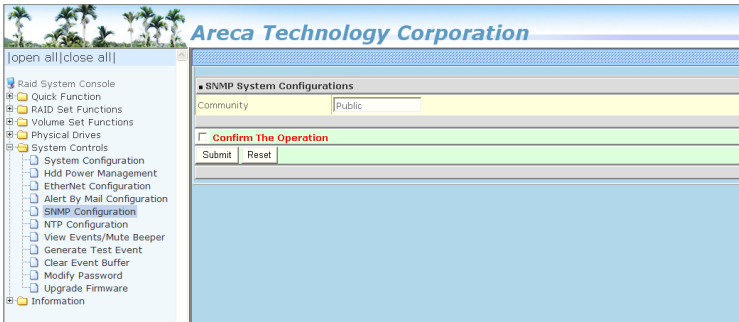 Areca Technology Corporation
|open all|close all|
Raid System Console
Quick Function
RAID Set Functions
Volume Set Functions
Physical Drives
System Controls
System Configuration
Hdd Power Management
EtherNet Configuration
Alert By Mail Configuration
SNMP Configuration
NTP Configuration
View Events/Mute Beeper
Generate Test Event
Clear Event Buffer
Modify Password
Upgrade Firmware
Information
SNMP System Configurations
Community Public
Confirm The Operation
Submit Reset